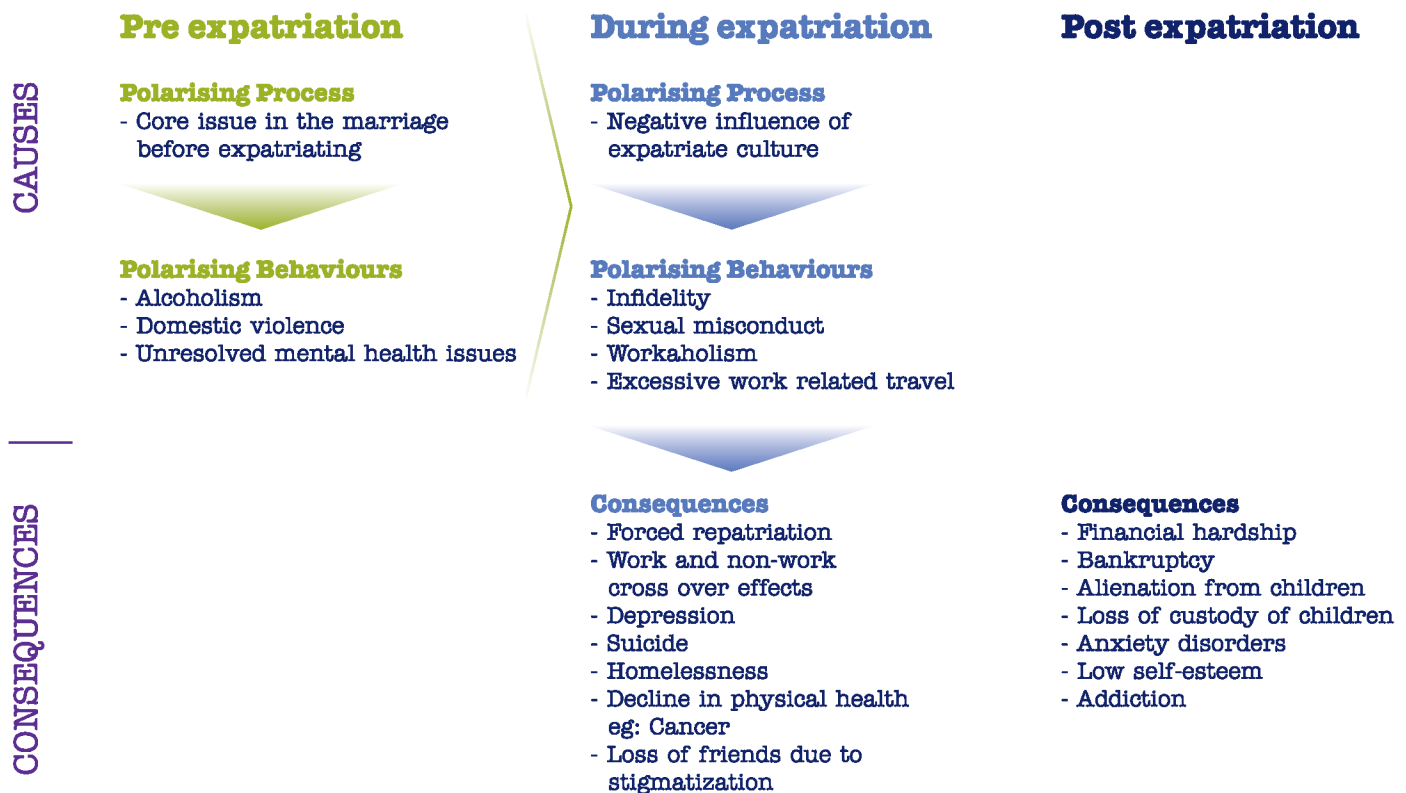 Pre expatriation
During expatriation
Post expatriation
CAUSES
Polarising Process
- Core issue in the marriage
before expatriating
Polarising Behaviours
- Alcoholism
- Domestic violence
- Unresolved mental health issues
Polarising Process
- Negative influence of
expatriate culture
Polarising Behaviours
- Infidelity
- Sexual misconduct
- Workaholism
- Excessive work related travel
CONSEQUENCES
Consequences
- Forced repatriation
- Work and non-work
cross over effects
- Depression
- Suicide
- Homelessness
- Decline in physical health
eg: Cancer
- Loss of friends due to
stigmatization
Consequences
- Financial hardship
- Bankruptcy
- Alienation from children
- Loss of custody of children
- Anxiety disorders
- Low self-esteem
- Addiction